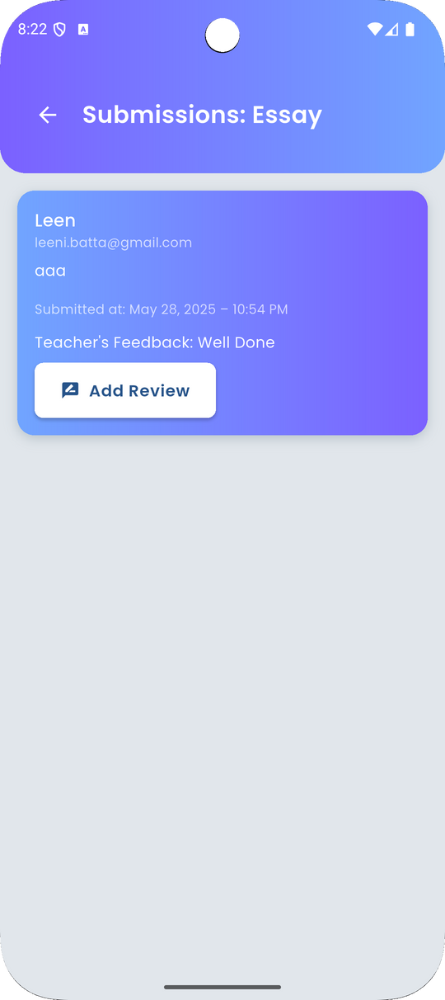 8:22
Submissions: Essay
Leen
leeni.batta@gmail.com
aaa
Submitted at: May 28, 2025 – 10:54 PM
Teacher's Feedback: Well Done
Add Review